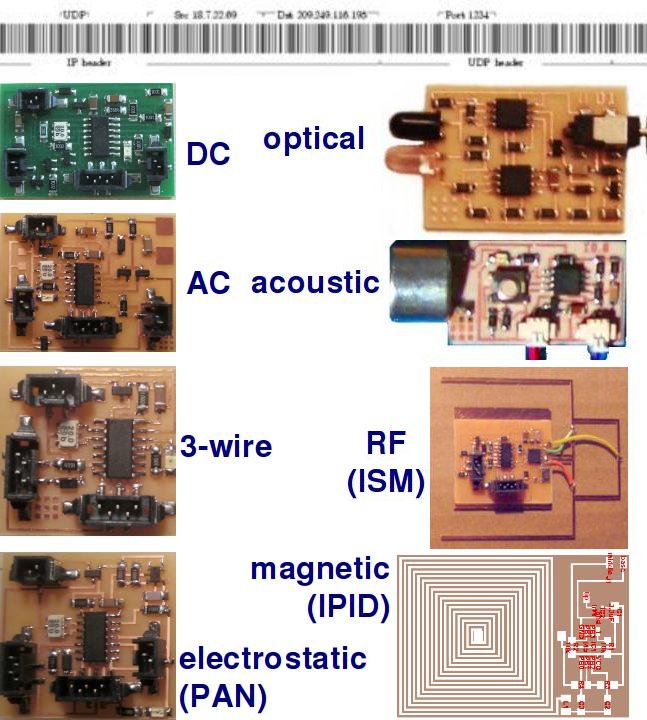 UDP
Src 18.7.22.69
Dst 209.249.116.195
Port 1234
IP header
UDP header
DC
optical
AC
acoustic
3-wire
RF
(ISM)
magnetic
(IPID)
electrostatic
(PAN)